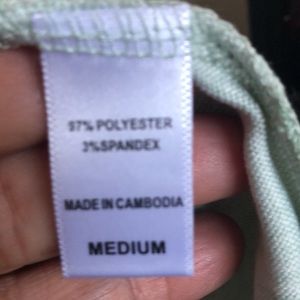 97% POLYESTER
3%SPANDEX
MADE IN CAMBODIA
MEDIUM